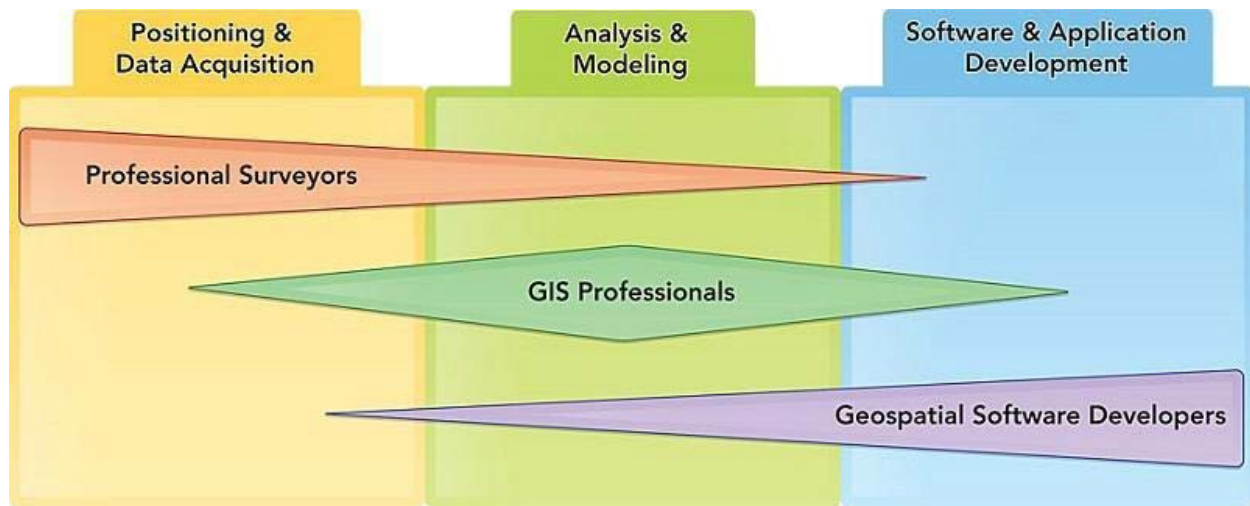 Positioning &
Data Acquisition
Analysis &
Modeling
Software & Application
Development
Professional Surveyors
GIS Professionals
Geospatial Software Developers